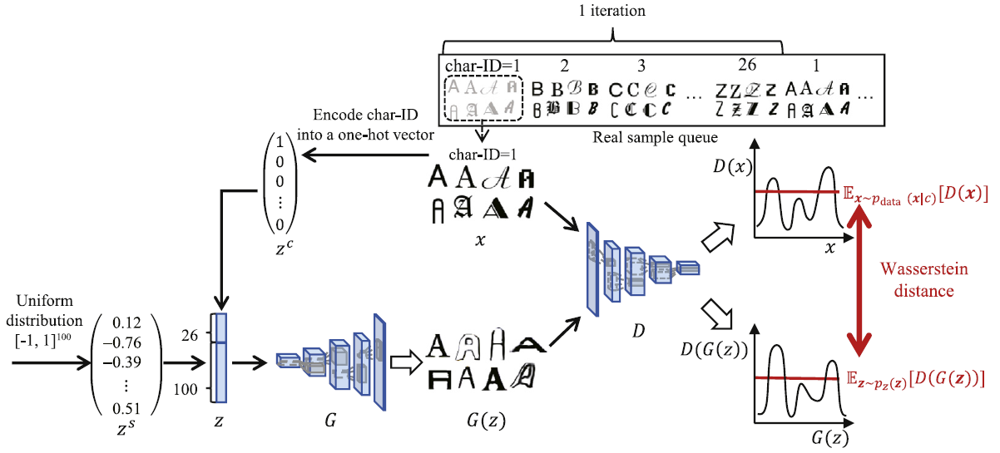 1 iteration
char-ID=1 2 3 26 1
A A A A B B B B C C C C ... Z Z Z Z A A A A ...
A A A A B B B B C C C C Z Z Z Z A A A A
Real sample queue
Encode char-ID
into a one-hot vector
char-ID=1
A A A A
A A A A
x
1
0
0
⋮
0
z^c
Uniform
distribution
[-1, 1]^100
0.12
−0.76
−0.39
⋮
0.51
z^s
26
100
z
G
A A A A
A A A A
G(z)
D
D(x)
x
𝔼_x~p_data (x|c)[D(x)]
Wasserstein
distance
D(G(z))
𝔼_z~p_z(z)[D(G(z))]
G(z)